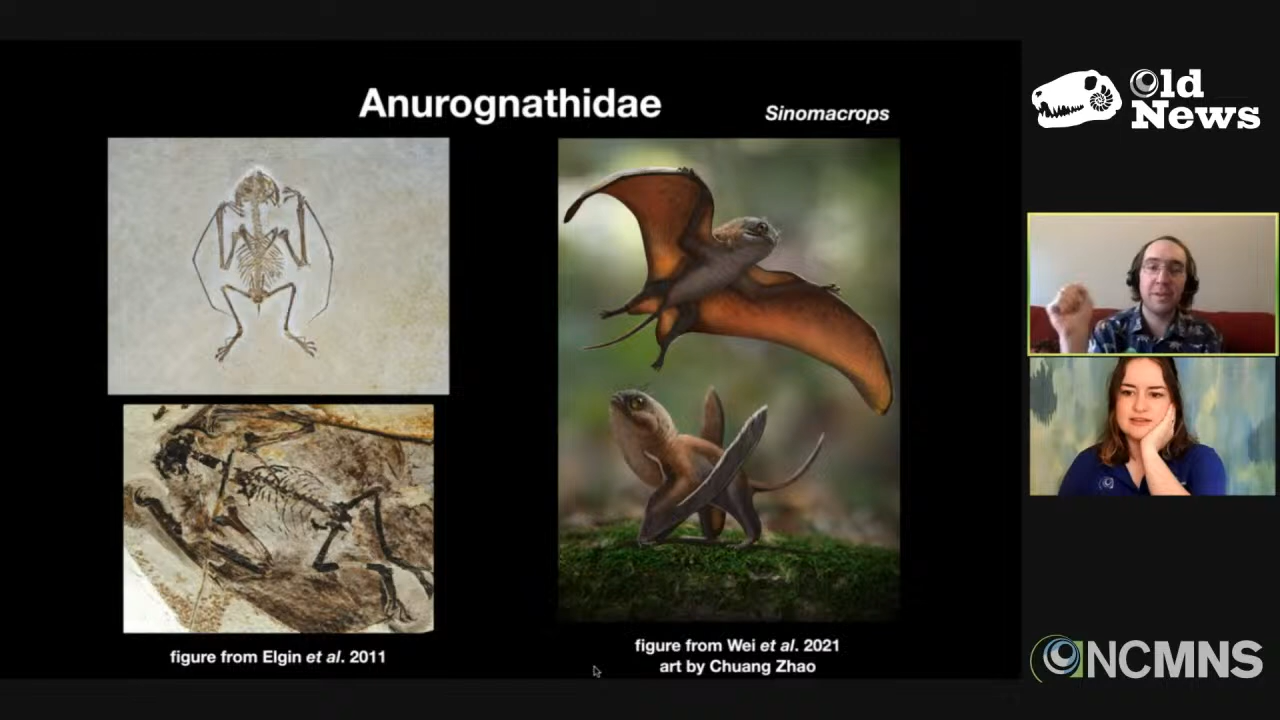 Anurognathidae
Sinomacrops
figure from Elgin et al. 2011
figure from Wei et al. 2021
art by Chuang Zhao
Old
News
NCMNS